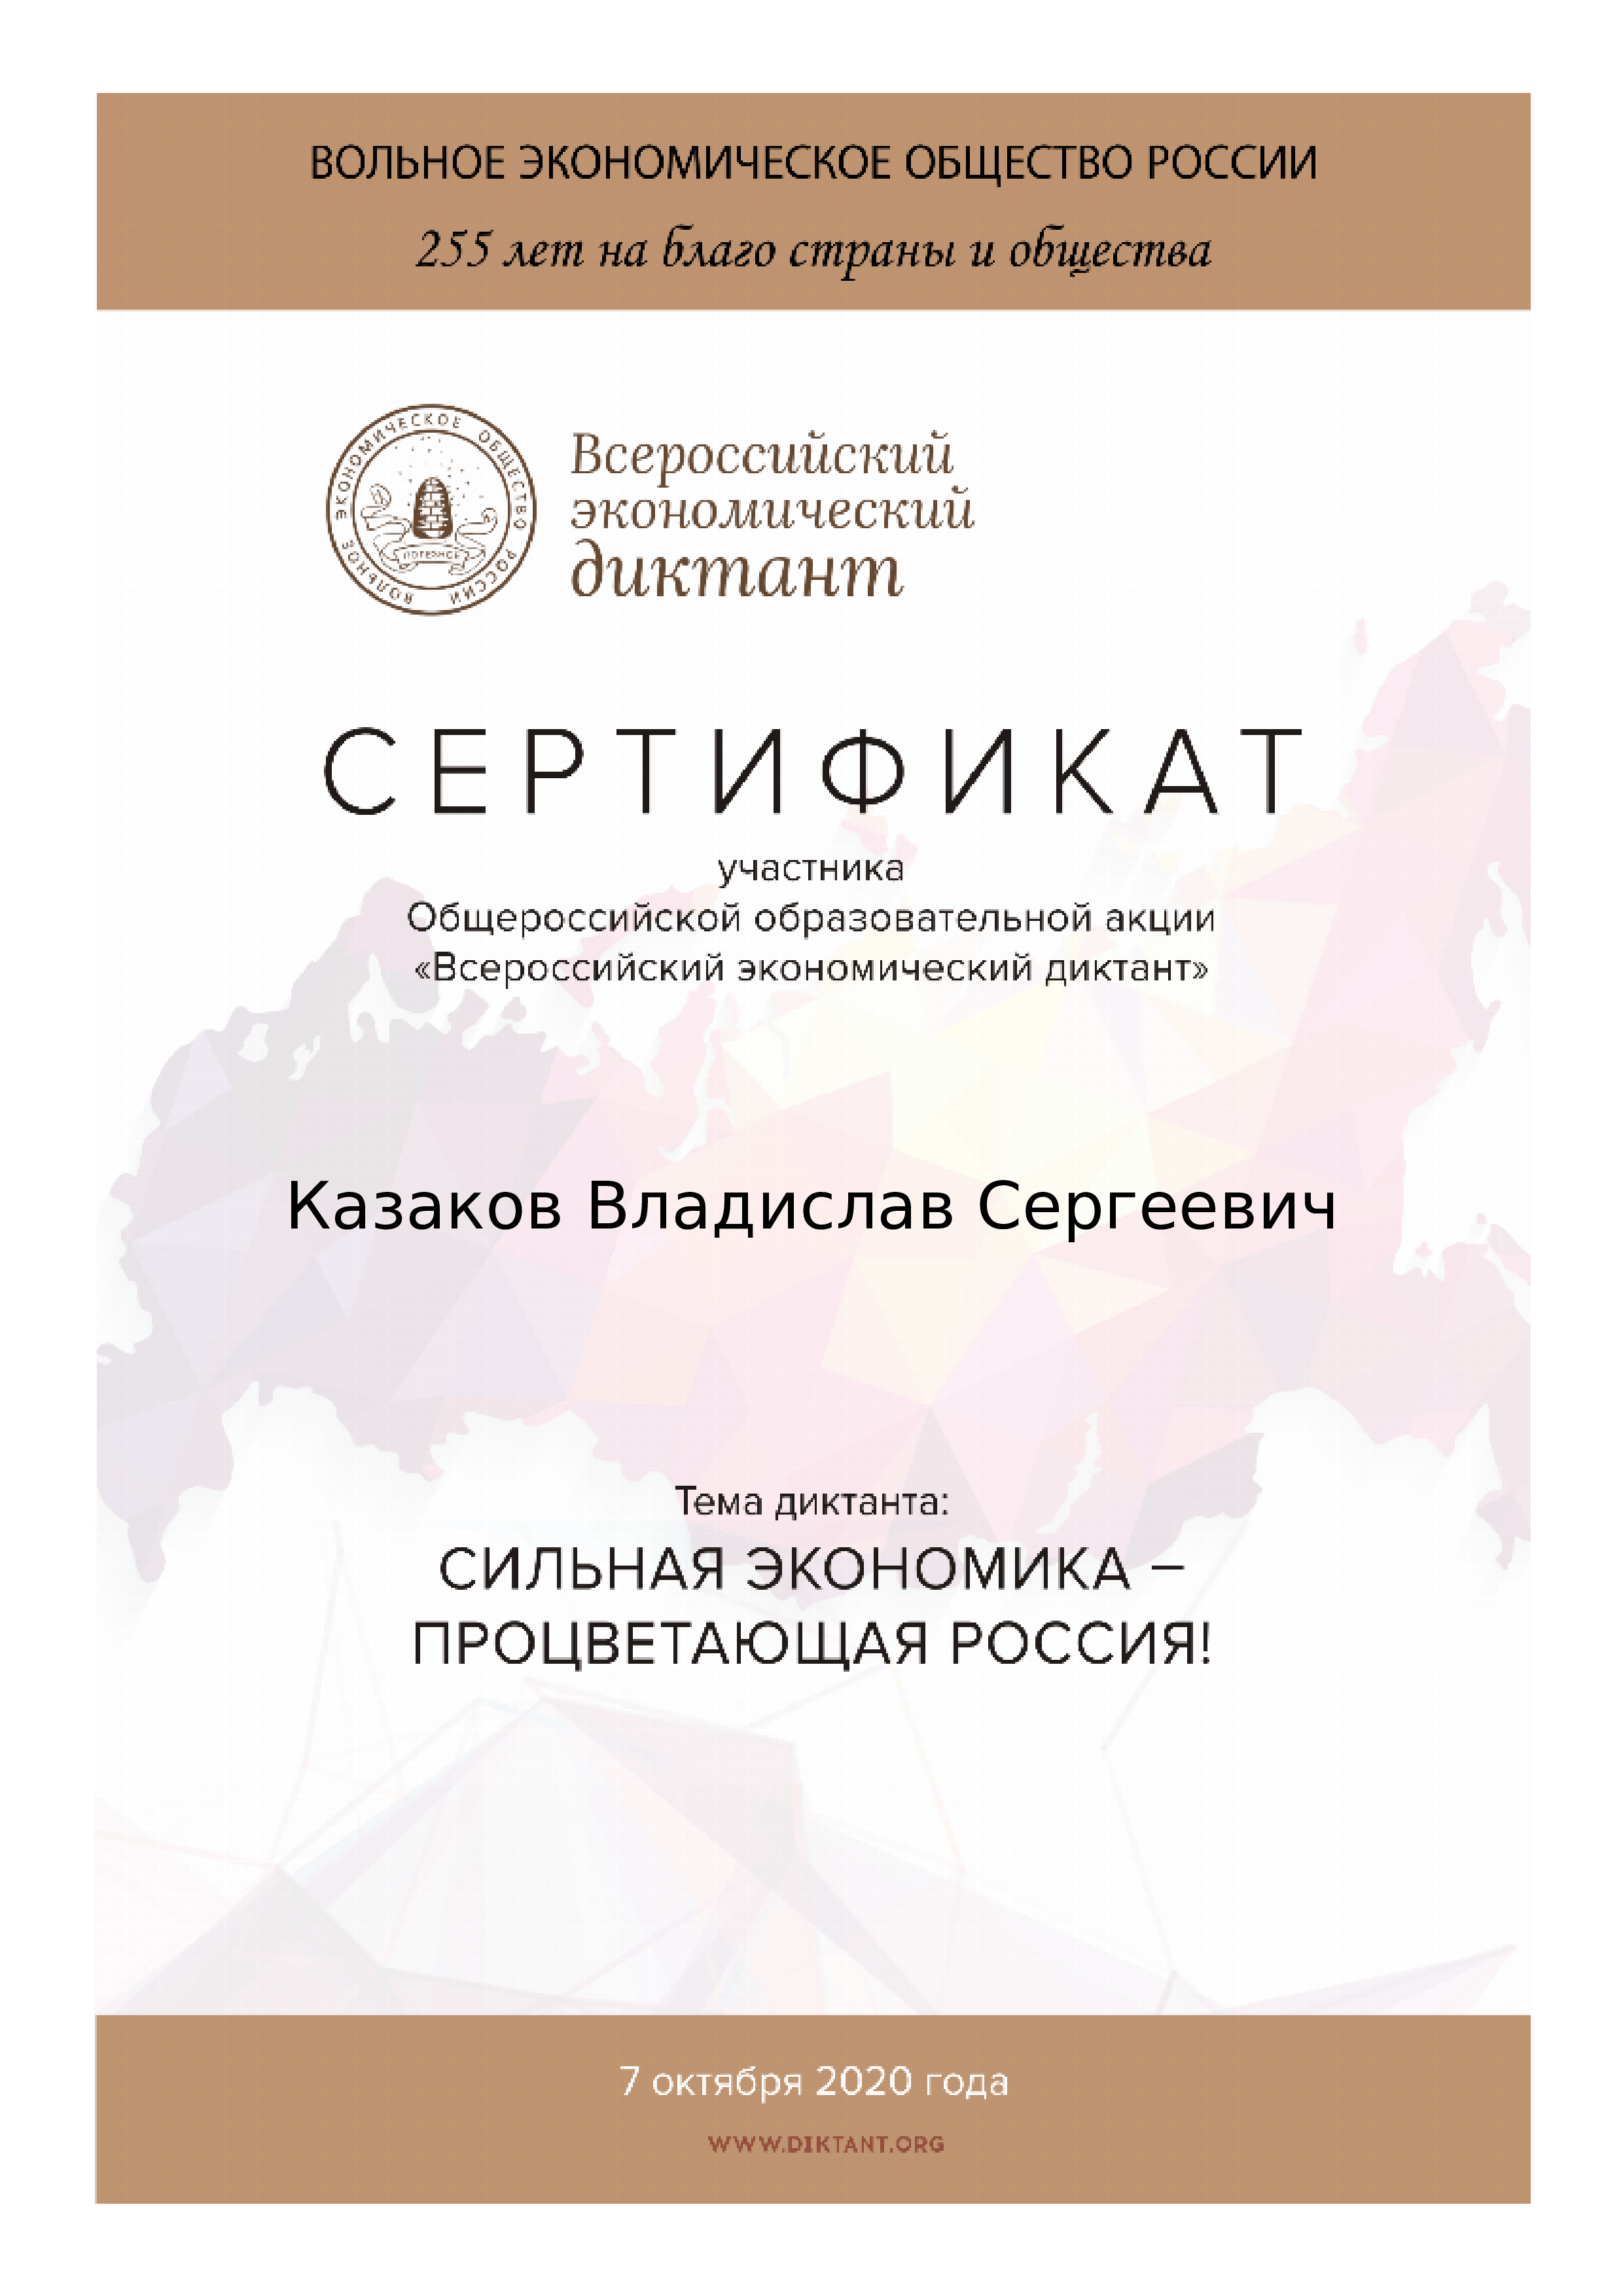 ВОЛЬНОЕ ЭКОНОМИЧЕСКОЕ ОБЩЕСТВО РОССИИ
255 лет на благо страны и общества
ВОЛЬНОЕ ЭКОНОМИЧЕСКОЕ ОБЩЕСТВО РОССИИ
Всероссийский
экономический
диктант
СЕРТИФИКАТ
участника
Общероссийской образовательной акции
«Всероссийский экономический диктант»
Казаков Владислав Сергеевич
Тема диктанта:
СИЛЬНАЯ ЭКОНОМИКА –
ПРОЦВЕТАЮЩАЯ РОССИЯ!
7 октября 2020 года
WWW.DIKTANT.ORG